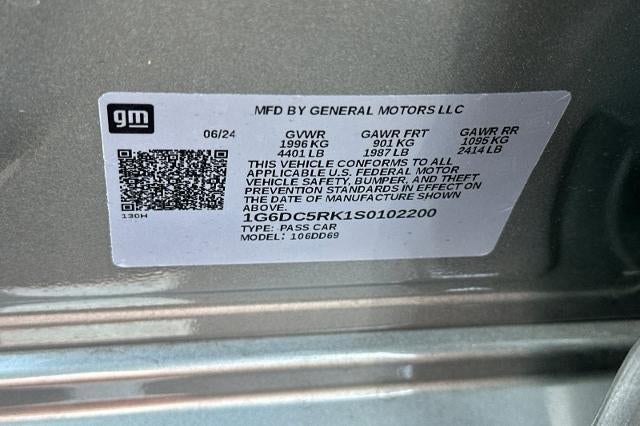 gm
MFD BY GENERAL MOTORS LLC
06/24 GVWR GAWR FRT GAWR RR
1996 KG 901 KG 1095 KG
4401 LB 1987 LB 2414 LB
THIS VEHICLE CONFORMS TO ALL
APPLICABLE U.S. FEDERAL MOTOR
VEHICLE SAFETY, BUMPER, AND THEFT
PREVENTION STANDARDS IN EFFECT ON
THE DATE OF MANUFACTURE SHOWN
ABOVE.
130H
1G6DC5RK1S0102200
TYPE: PASS CAR
MODEL: 106DD69